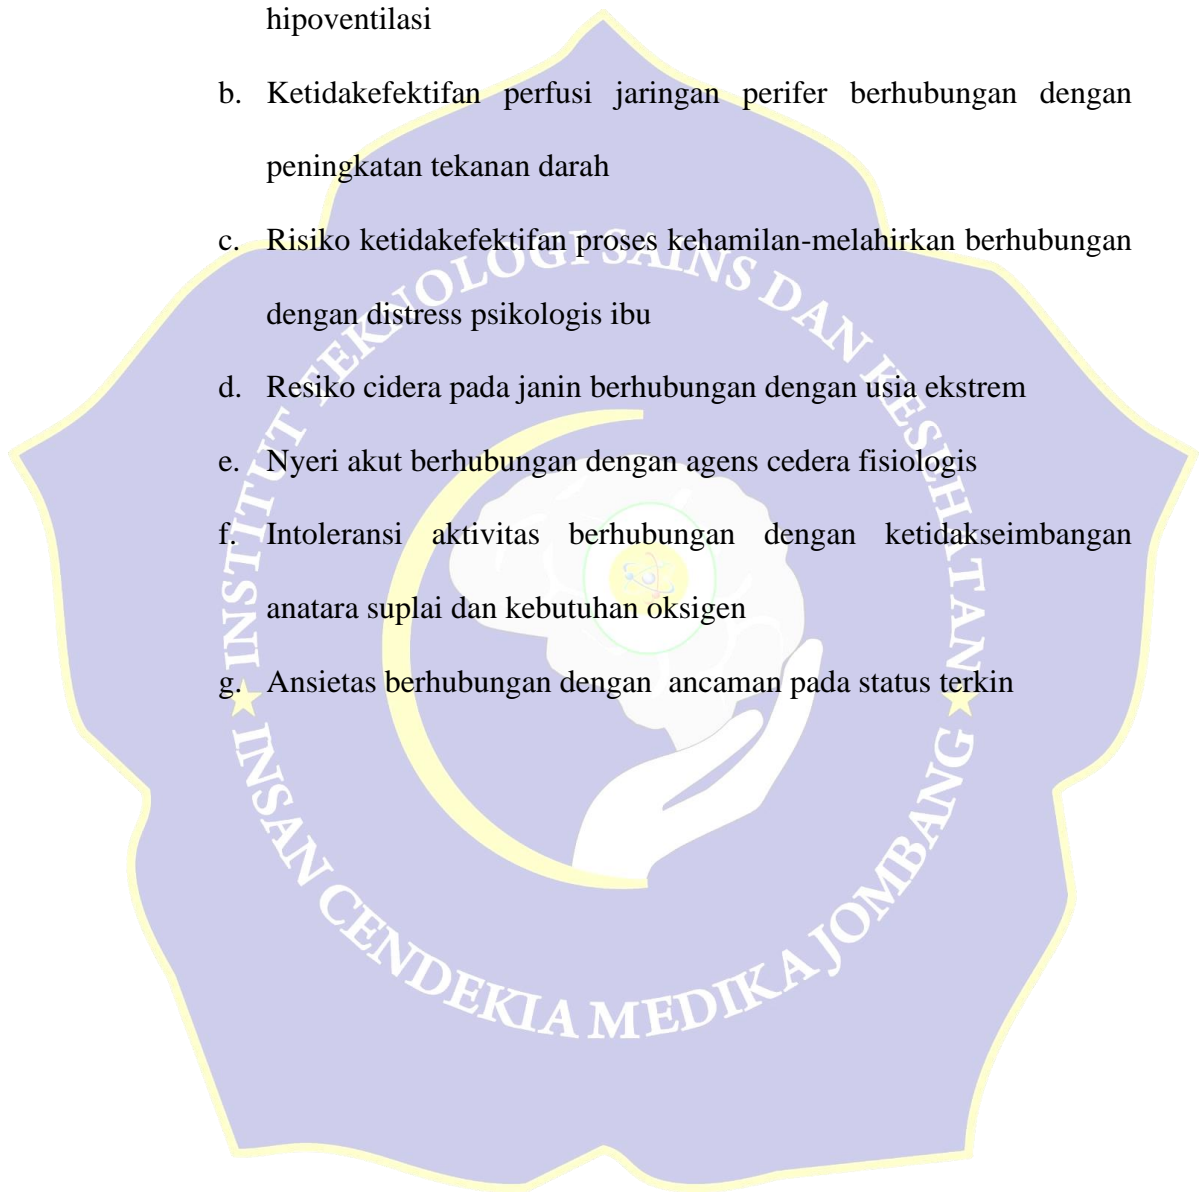 hipoventilasi
b. Ketidakefektifan perfusi jaringan perifer berhubungan dengan
peningkatan tekanan darah
c. Risiko ketidakefektifan proses kehamilan-melahirkan berhubungan
dengan distress psikologis ibu
d. Resiko cidera pada janin berhubungan dengan usia ekstrem
e. Nyeri akut berhubungan dengan agens cedera fisiologis
f. Intoleransi aktivitas berhubungan dengan ketidakseimbangan
anatara suplai dan kebutuhan oksigen
g. Ansietas berhubungan dengan ancaman pada status terkin
INSTITUT TEKNOLOGI SAINS DAN KESEHATAN
INSAN CENDEKIA MEDIKA JOMBANG